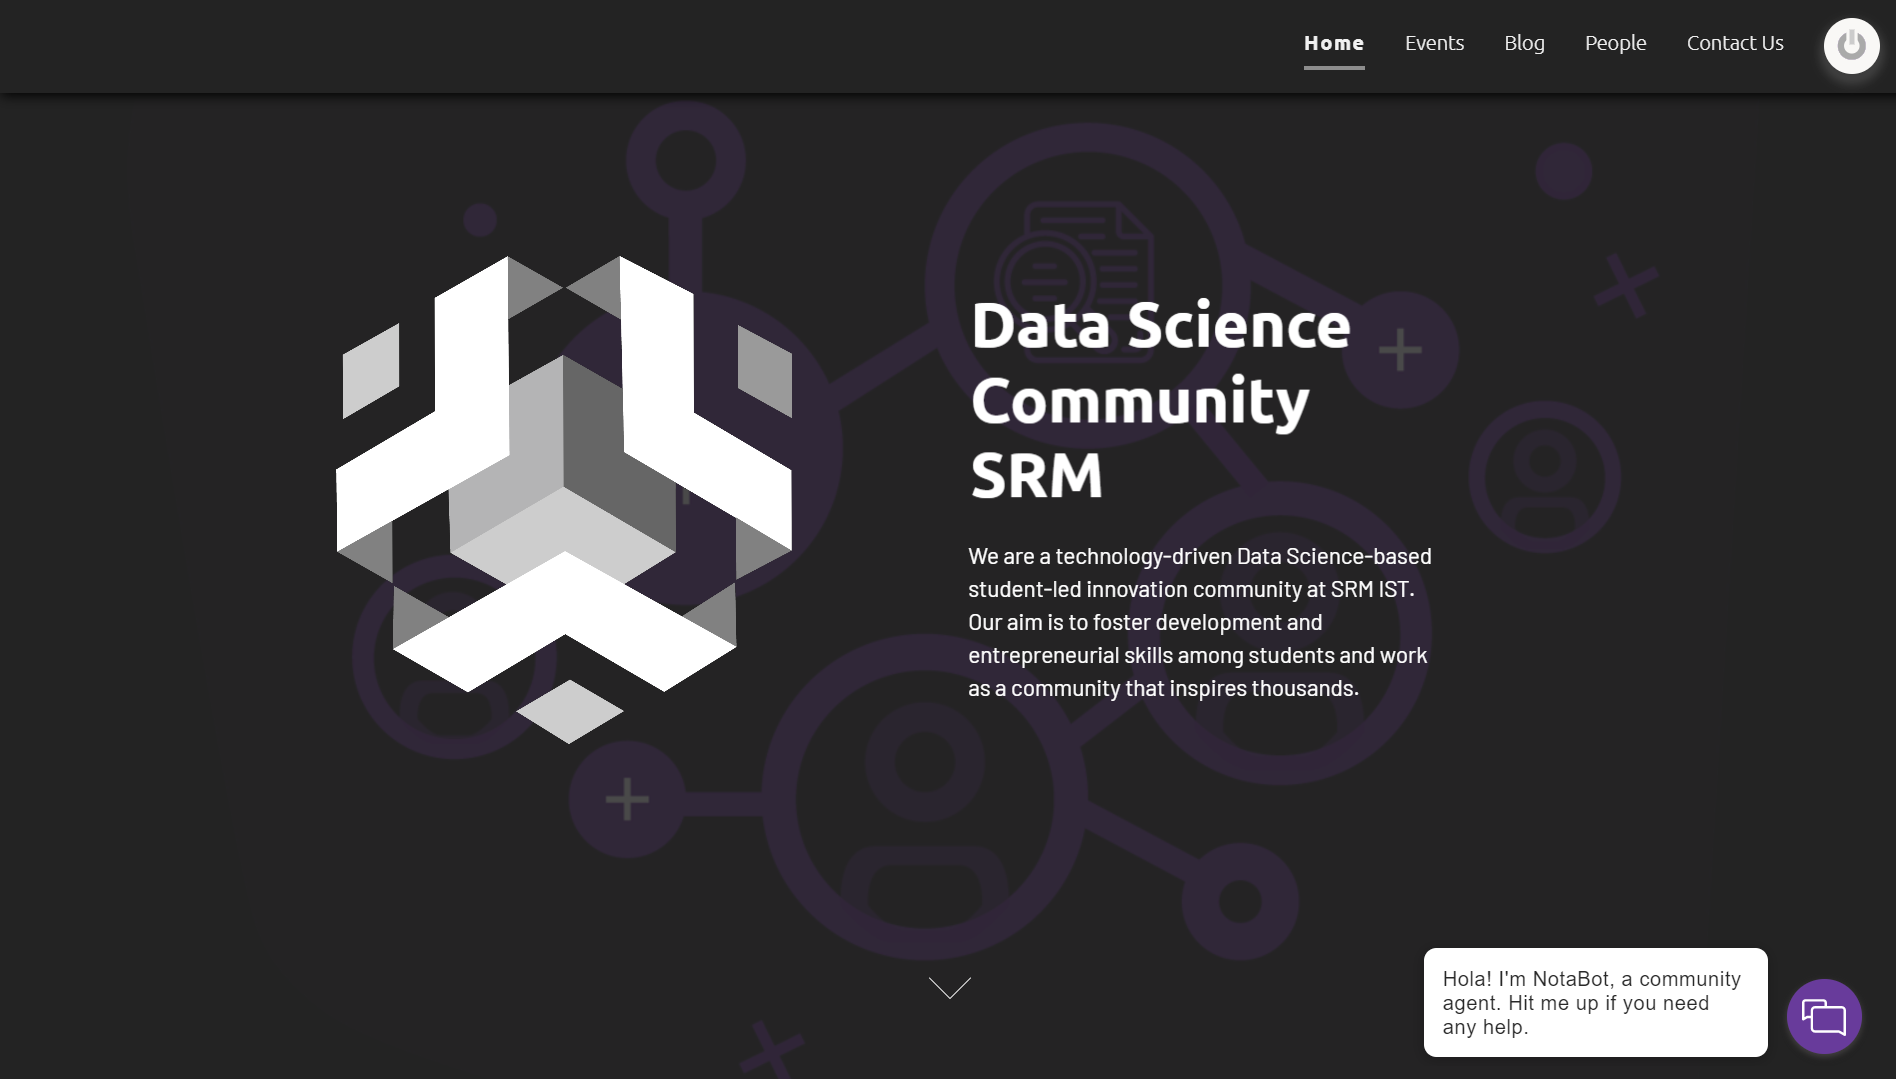 Home Events Blog People Contact Us
Data Science
Community
SRM
We are a technology-driven Data Science-based
student-led innovation community at SRM IST.
Our aim is to foster development and
entrepreneurial skills among students and work
as a community that inspires thousands.
Hola! I'm NotaBot, a community
agent. Hit me up if you need
any help.